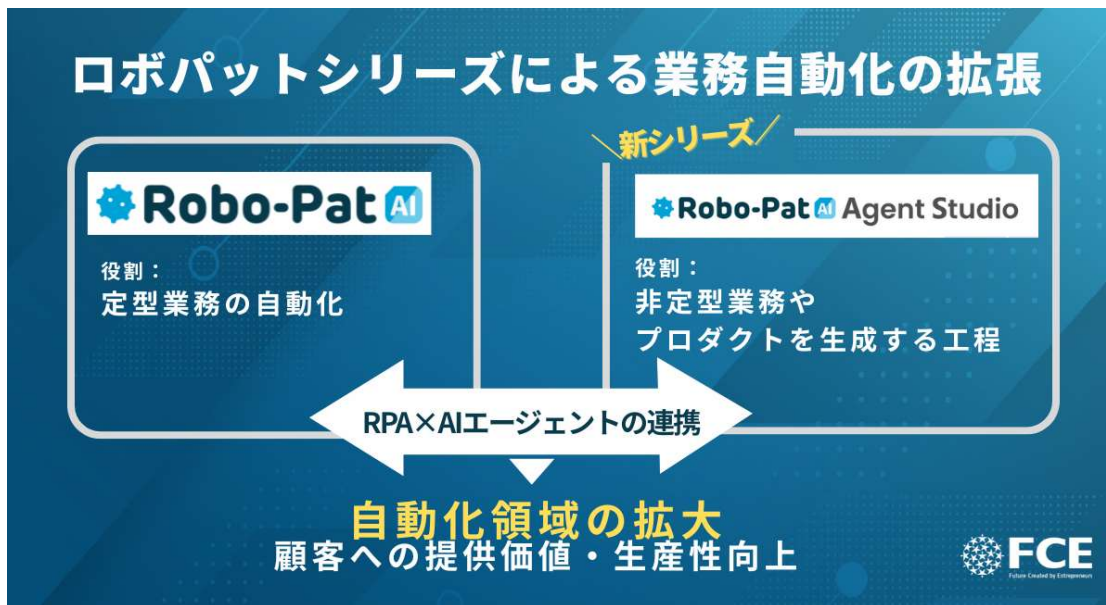 ロボパットシリーズによる業務自動化の拡張
Robo-Pat AI
役割：
定型業務の自動化
＼新シリーズ／
Robo-Pat AI Agent Studio
役割：
非定型業務や
プロダクトを生成する工程
RPA×AIエージェントの連携
自動化領域の拡大
顧客への提供価値・生産性向上
FCE
Future Created by Entrepreneurs